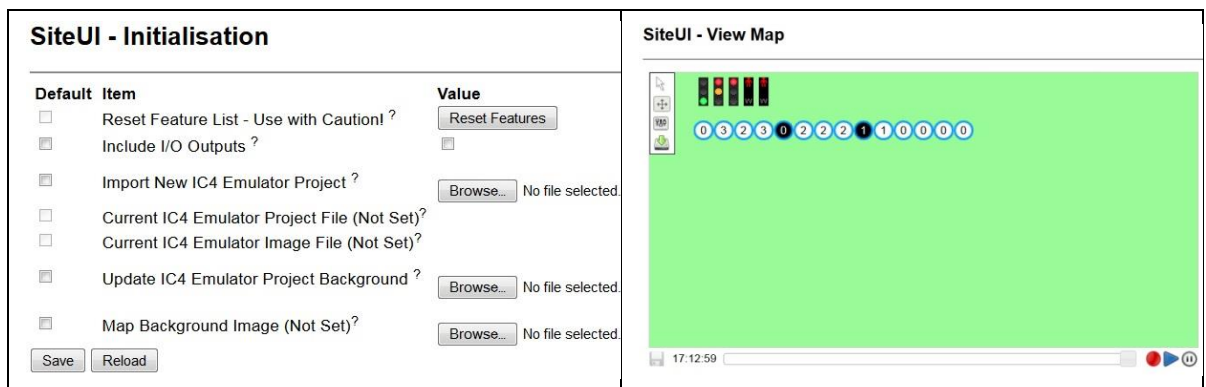 SiteUI - Initialisation
Default Item Value
Reset Feature List - Use with Caution! ? Reset Features
Include I/O Outputs ?
Import New IC4 Emulator Project ? Browse... No file selected.
Current IC4 Emulator Project File (Not Set)?
Current IC4 Emulator Image File (Not Set)?
Update IC4 Emulator Project Background ? Browse... No file selected.
Map Background Image (Not Set)? Browse... No file selected.
Save Reload
SiteUI - View Map
0 3 2 3 0 2 2 2 1 1 0 0 0 0
17:12:59